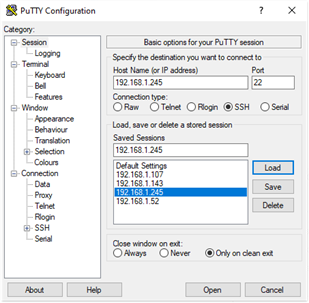 PuTTY Configuration
?
Category:
Session
Logging
Terminal
Keyboard
Bell
Features
Window
Appearance
Behaviour
Translation
Selection
Colours
Connection
Data
Proxy
Telnet
Rlogin
SSH
Serial
Basic options for your PuTTY session
Specify the destination you want to connect to
Host Name (or IP address) Port
192.168.1.245 22
Connection type:
Raw Telnet Rlogin SSH Serial
Load, save or delete a stored session
Saved Sessions
192.168.1.245
Default Settings
192.168.1.107
192.168.1.143
192.168.1.245
192.168.1.52
Load
Save
Delete
Close window on exit:
Always Never Only on clean exit
About Help Open Cancel